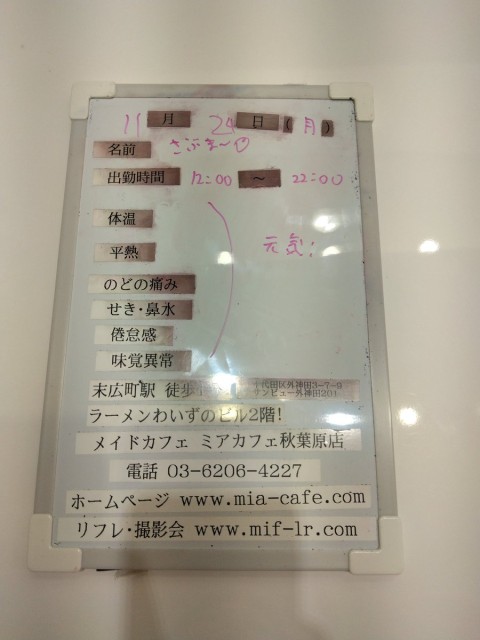 11月24日(月)
名前 さぶまる
出勤時間 12:00 ～ 22:00
体温
平熱 元気!
のどの痛み
せき・鼻水
倦怠感
味覚異常
末広町駅 徒歩 千代田区外神田3-7-9
サンビュー外神田201
ラーメンわいずのビル2階!
メイドカフェ ミアカフェ秋葉原店
電話 03-6206-4227
ホームページ www.mia-cafe.com
リフレ・撮影会 www.mif-lr.com